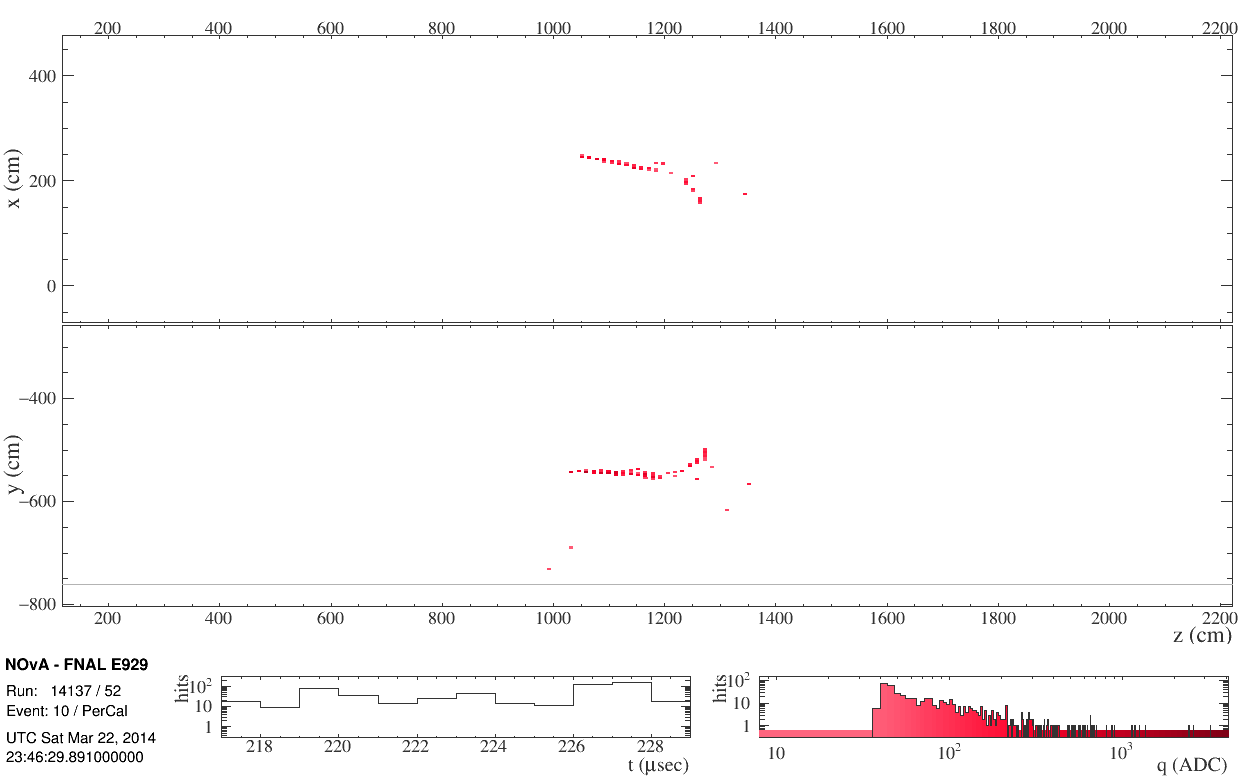 200 400 600 800 1000 1200 1400 1600 1800 2000 2200
400
200
0
x (cm)
−400
−600
−800
y (cm)
200 400 600 800 1000 1200 1400 1600 1800 2000 2200
z (cm)
NOvA - FNAL E929
Run: 14137 / 52
Event: 10 / PerCal
UTC Sat Mar 22, 2014
23:46:29.891000000
hits
10²
10
1
218 220 222 224 226 228
t (μsec)
hits
10²
10
1
10 10² 10³
q (ADC)